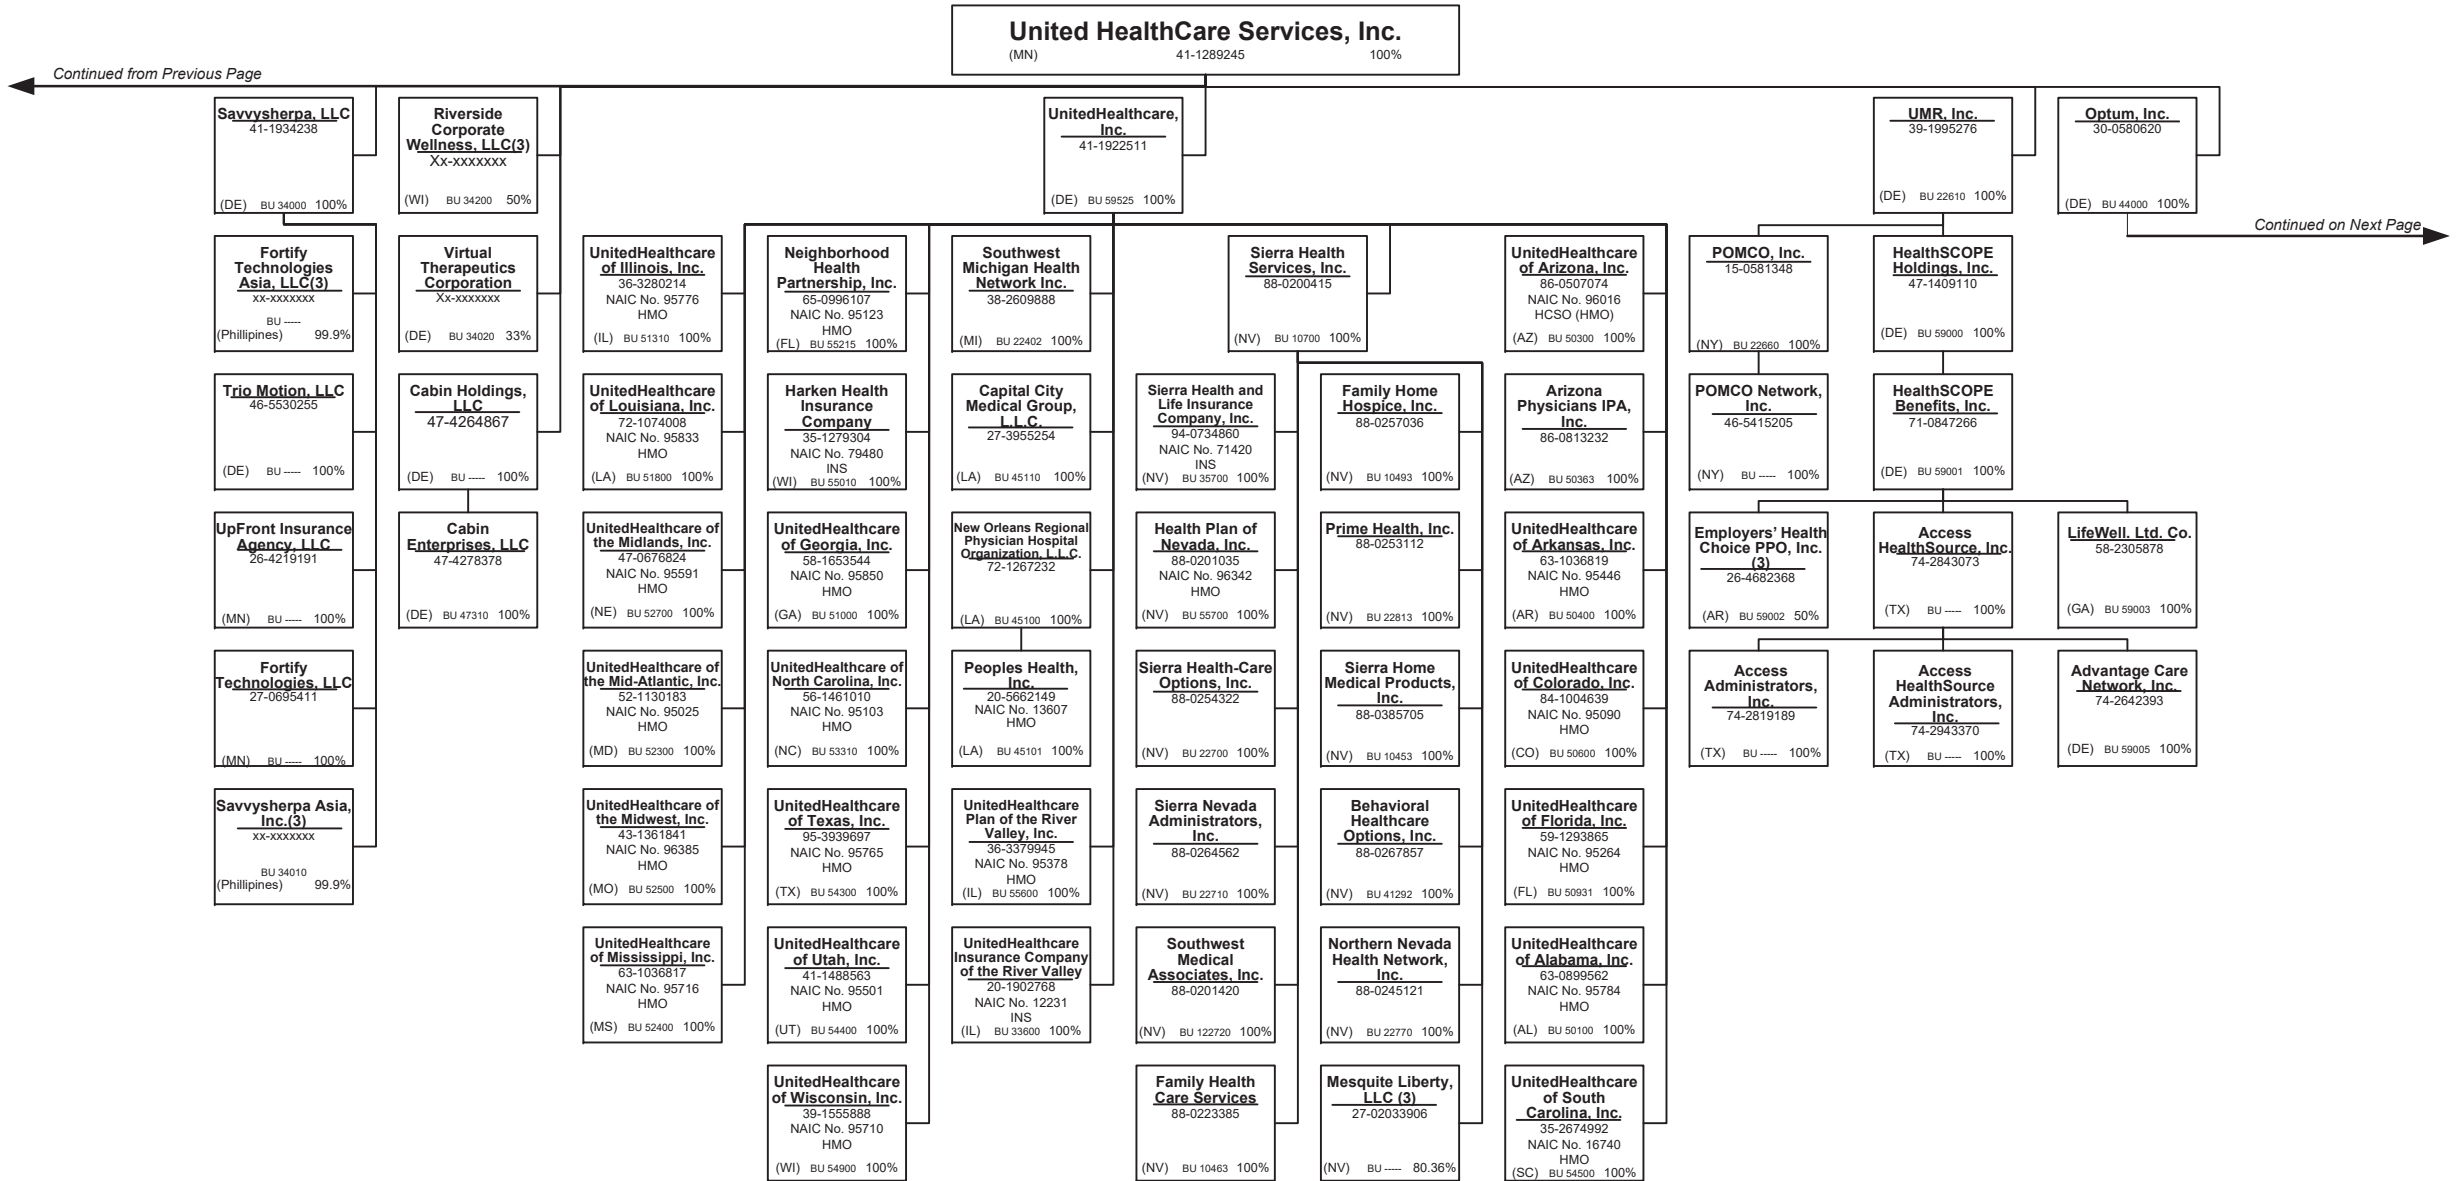 United HealthCare Services, Inc.
(MN) 41-1289245 100%
Continued from Previous Page
Savvysherpa, LLC
41-1934238
(DE) BU 34000 100%
Riverside
Corporate
Wellness, LLC(3)
Xx-xxxxxxx
(WI) BU 34200 50%
UnitedHealthcare,
Inc.
41-1922511
(DE) BU 59525 100%
UMR, Inc.
39-1995276
(DE) BU 22610 100%
Optum, Inc.
30-0580620
(DE) BU 44000 100%
Continued on Next Page
Fortify
Technologies
Asia, LLC(3)
xx-xxxxxxx
BU -----
(Phillipines) 99.9%
Virtual
Therapeutics
Corporation
Xx-xxxxxxx
(DE) BU 34020 33%
UnitedHealthcare
of Illinois, Inc.
36-3280214
NAIC No. 95776
HMO
(IL) BU 51310 100%
Neighborhood
Health
Partnership, Inc.
65-0996107
NAIC No. 95123
HMO
(FL) BU 55215 100%
Southwest
Michigan Health
Network Inc.
38-2609888
(MI) BU 22402 100%
Sierra Health
Services, Inc.
88-0200415
(NV) BU 10700 100%
UnitedHealthcare
of Arizona, Inc.
86-0507074
NAIC No. 96016
HCSO (HMO)
(AZ) BU 50300 100%
POMCO, Inc.
15-0581348
(NY) BU 22660 100%
HealthSCOPE
Holdings, Inc.
47-1409110
(DE) BU 59000 100%
Trio Motion, LLC
46-5530255
(DE) BU ----- 100%
Cabin Holdings,
LLC
47-4264867
(DE) BU ----- 100%
UnitedHealthcare
of Louisiana, Inc.
72-1074008
NAIC No. 95833
HMO
(LA) BU 51800 100%
Harken Health
Insurance
Company
35-1279304
NAIC No. 79480
INS
(WI) BU 55010 100%
Capital City
Medical Group,
L.L.C.
27-3955254
(LA) BU 45110 100%
Sierra Health and
Life Insurance
Company, Inc.
94-0734860
NAIC No. 71420
INS
(NV) BU 35700 100%
Family Home
Hospice, Inc.
88-0257036
(NV) BU 10493 100%
Arizona
Physicians IPA,
Inc.
86-0813232
(AZ) BU 50363 100%
POMCO Network,
Inc.
46-5415205
(NY) BU ----- 100%
HealthSCOPE
Benefits, Inc.
71-0847266
(DE) BU 59001 100%
UpFront Insurance
Agency, LLC
26-4219191
(MN) BU ----- 100%
Cabin
Enterprises, LLC
47-4278378
(DE) BU 47310 100%
UnitedHealthcare of
the Midlands, Inc.
47-0676824
NAIC No. 95591
HMO
(NE) BU 52700 100%
UnitedHealthcare
of Georgia, Inc.
58-1653544
NAIC No. 95850
HMO
(GA) BU 51000 100%
New Orleans Regional
Physician Hospital
Organization, L.L.C.
72-1267232
(LA) BU 45100 100%
Health Plan of
Nevada, Inc.
88-0201035
NAIC No. 96342
HMO
(NV) BU 55700 100%
Prime Health, Inc.
88-0253112
(NV) BU 22813 100%
UnitedHealthcare
of Arkansas, Inc.
63-1036819
NAIC No. 95446
HMO
(AR) BU 50400 100%
Employers' Health
Choice PPO, Inc.
(3)
26-4682368
(AR) BU 59002 50%
Access
HealthSource, Inc.
74-2843073
(TX) BU ----- 100%
LifeWell. Ltd. Co.
58-2305878
(GA) BU 59003 100%
Fortify
Technologies, LLC
27-0695411
(MN) BU ----- 100%
UnitedHealthcare of
the Mid-Atlantic, Inc.
52-1130183
NAIC No. 95025
HMO
(MD) BU 52300 100%
UnitedHealthcare of
North Carolina, Inc.
56-1461010
NAIC No. 95103
HMO
(NC) BU 53310 100%
Peoples Health,
Inc.
20-5662149
NAIC No. 13607
HMO
(LA) BU 45101 100%
Sierra Health-Care
Options, Inc.
88-0254322
(NV) BU 22700 100%
Sierra Home
Medical Products,
Inc.
88-0385705
(NV) BU 10453 100%
UnitedHealthcare
of Colorado, Inc.
84-1004639
NAIC No. 95090
HMO
(CO) BU 50600 100%
Access
Administrators,
Inc.
74-2819189
(TX) BU ----- 100%
Access
HealthSource
Administrators,
Inc.
74-2943370
(TX) BU ----- 100%
Advantage Care
Network, Inc.
74-2642393
(DE) BU 59005 100%
Savvysherpa Asia,
Inc.(3)
xx-xxxxxxx
BU 34010
(Phillipines) 99.9%
UnitedHealthcare of
the Midwest, Inc.
43-1361841
NAIC No. 96385
HMO
(MO) BU 52500 100%
UnitedHealthcare
of Texas, Inc.
95-3939697
NAIC No. 95765
HMO
(TX) BU 54300 100%
UnitedHealthcare
Plan of the River
Valley, Inc.
36-3379945
NAIC No. 95378
HMO
(IL) BU 55600 100%
Sierra Nevada
Administrators,
Inc.
88-0264562
(NV) BU 22710 100%
Behavioral
Healthcare
Options, Inc.
88-0267857
(NV) BU 41292 100%
UnitedHealthcare
of Florida, Inc.
59-1293865
NAIC No. 95264
HMO
(FL) BU 50931 100%
UnitedHealthcare
of Mississippi, Inc.
63-1036817
NAIC No. 95716
HMO
(MS) BU 52400 100%
UnitedHealthcare
of Utah, Inc.
41-1488563
NAIC No. 95501
HMO
(UT) BU 54400 100%
UnitedHealthcare
Insurance Company
of the River Valley
20-1902768
NAIC No. 12231
INS
(IL) BU 33600 100%
Southwest
Medical
Associates, Inc.
88-0201420
(NV) BU 122720 100%
Northern Nevada
Health Network,
Inc.
88-0245121
(NV) BU 22770 100%
UnitedHealthcare
of Alabama, Inc.
63-0899562
NAIC No. 95784
HMO
(AL) BU 50100 100%
UnitedHealthcare
of Wisconsin, Inc.
39-1555888
NAIC No. 95710
HMO
(WI) BU 54900 100%
Family Health
Care Services
88-0223385
(NV) BU 10463 100%
Mesquite Liberty,
LLC (3)
27-02033906
(NV) BU ----- 80.36%
UnitedHealthcare
of South
Carolina, Inc.
35-2674992
NAIC No. 16740
HMO
(SC) BU 54500 100%